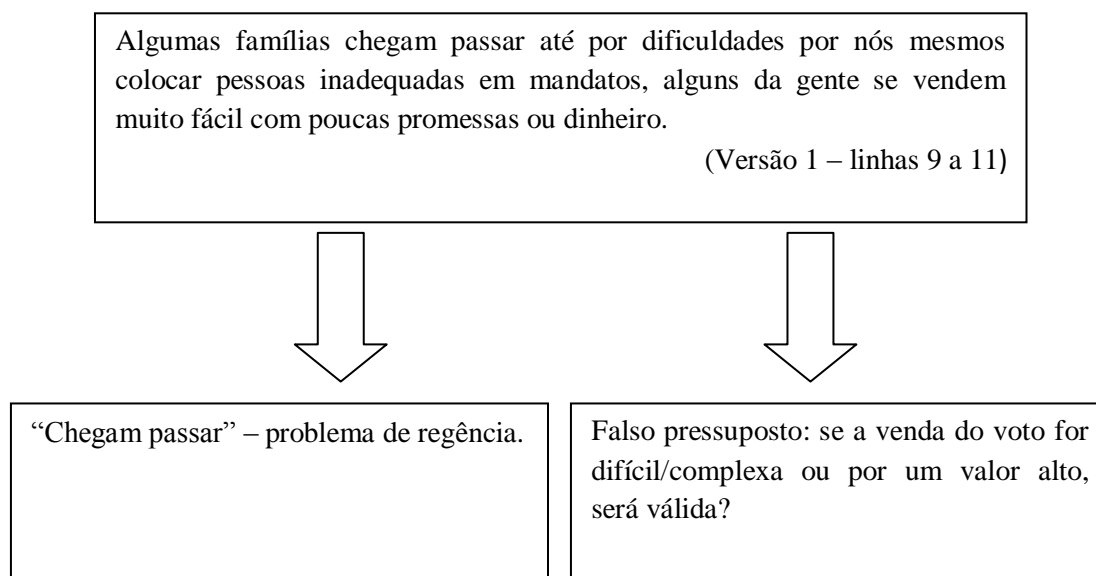 Algumas famílias chegam passar até por dificuldades por nós mesmos
colocar pessoas inadequadas em mandatos, alguns da gente se vendem
muito fácil com poucas promessas ou dinheiro.
(Versão 1 – linhas 9 a 11)
“Chegam passar” – problema de regência.
Falso pressuposto: se a venda do voto for
difícil/complexa ou por um valor alto,
será válida?